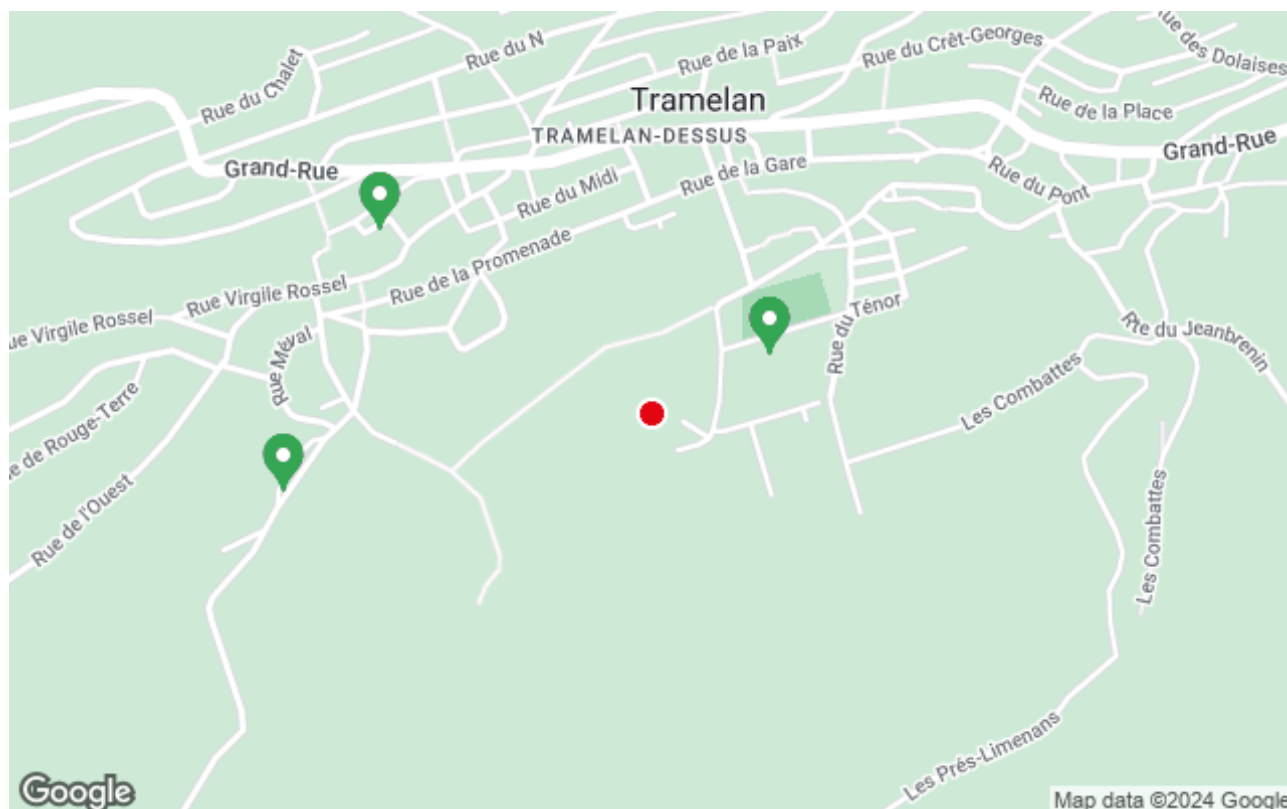 Rue du N
Rue de la Paix
Rue du Crêt-Georges
Rue des Dolaises
Rue du Chalet
Tramelan
Rue de la Place
TRAMELAN-DESSUS
Grand-Rue
Grand-Rue
Rue de la Gare
Rue du Midi
Rue du Pont
Rue de la Promenade
Rue Virgile Rossel
ue Virgile Rossel
Rue du Ténor
Rte du Jeanbrenin
Rue Méval
Les Combattes
de Rouge-Terre
Rue de l'Ouest
Les Combattes
Les Prés-Limenans
Google
Map data ©2024 Google